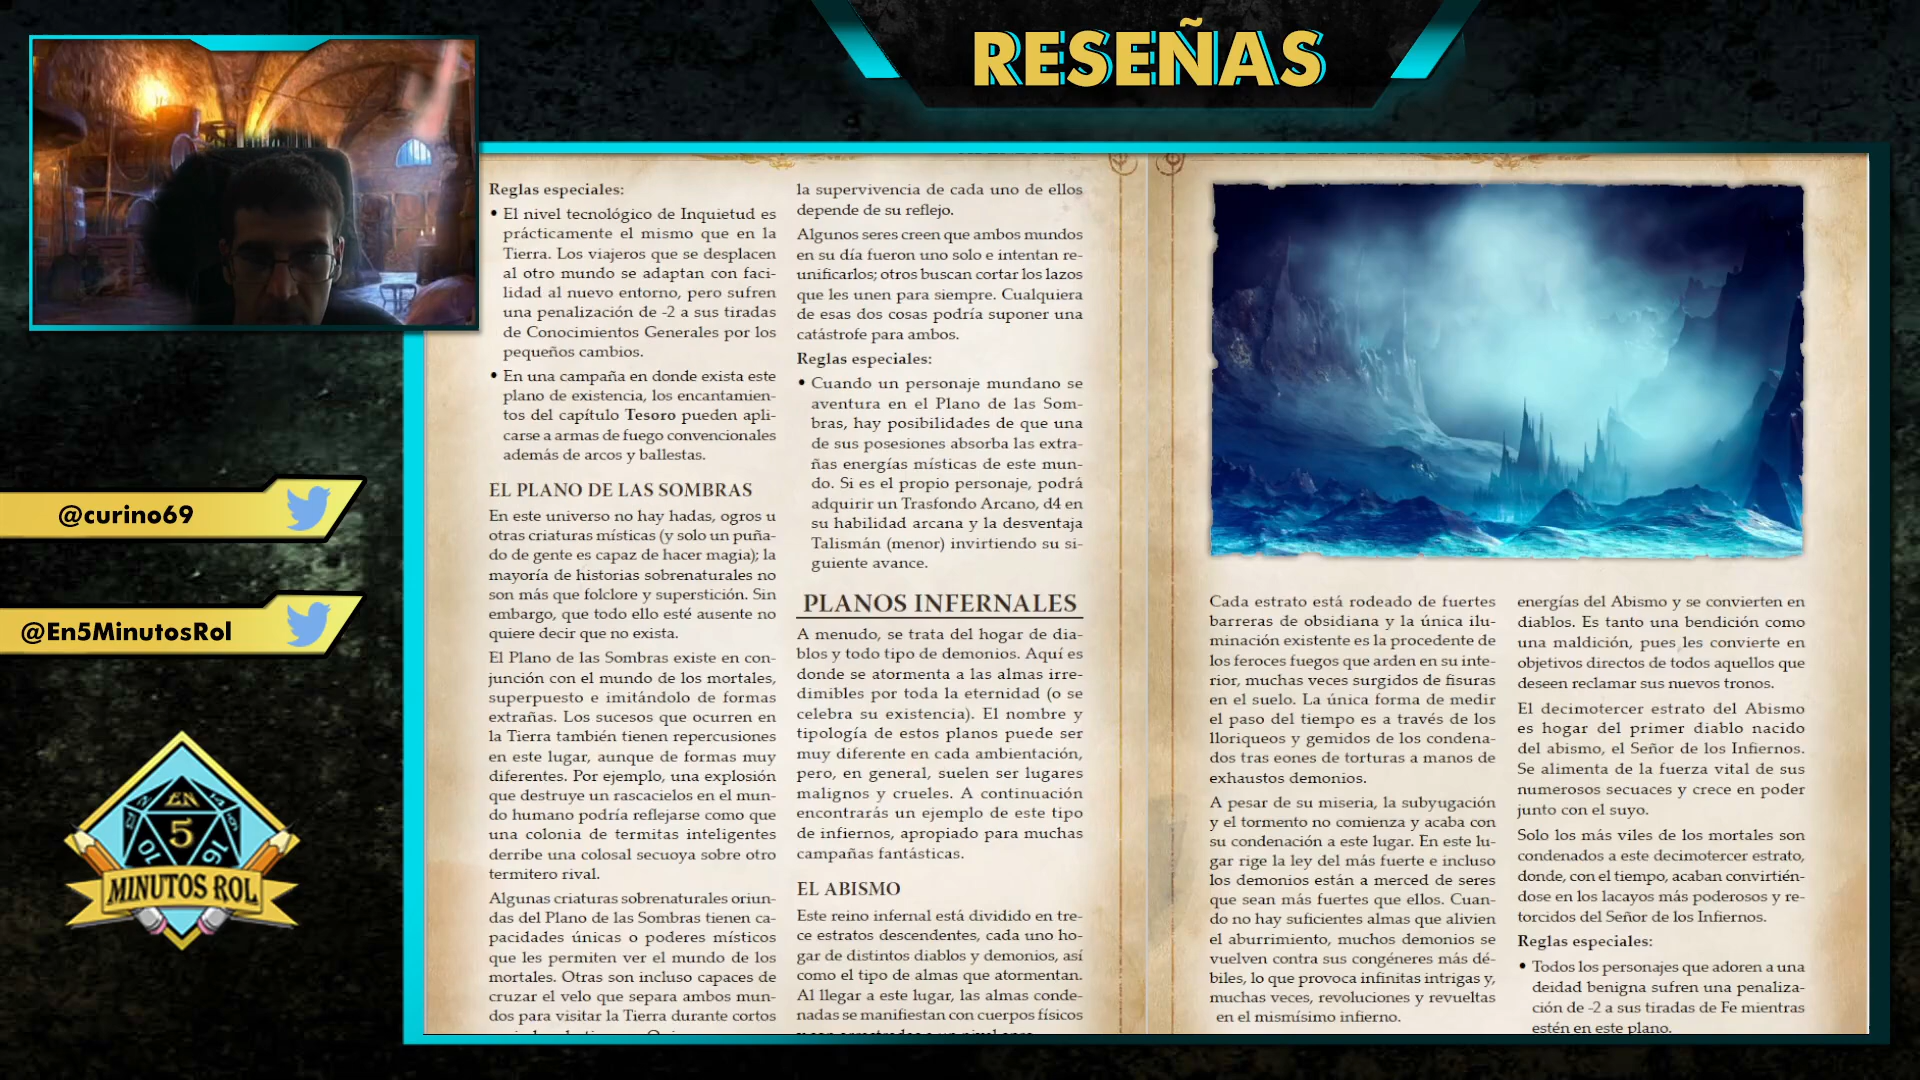 RESEÑAS
@curino69
@En5MinutosRol
EN
5
MINUTOS ROL
Reglas especiales:
• El nivel tecnológico de Inquietud es
prácticamente el mismo que en la
Tierra. Los viajeros que se desplacen
al otro mundo se adaptan con faci-
lidad al nuevo entorno, pero sufren
una penalización de -2 a sus tiradas
de Conocimientos Generales por los
pequeños cambios.
• En una campaña en donde exista este
plano de existencia, los encantamien-
tos del capítulo Tesoro pueden apli-
carse a armas de fuego convencionales
además de arcos y ballestas.
EL PLANO DE LAS SOMBRAS
En este universo no hay hadas, ogros u
otras criaturas místicas (y solo un puña-
do de gente es capaz de hacer magia); la
mayoría de historias sobrenaturales no
son más que folclore y superstición. Sin
embargo, que todo ello esté ausente no
quiere decir que no exista.
El Plano de las Sombras existe en con-
junción con el mundo de los mortales,
superpuesto e imitándolo de formas
extrañas. Los sucesos que ocurren en
la Tierra también tienen repercusiones
en este lugar, aunque de formas muy
diferentes. Por ejemplo, una explosión
que destruye un rascacielos en el mun-
do humano podría reflejarse como que
una colonia de termitas inteligentes
derribe una colosal secuoya sobre otro
termitero rival.
Algunas criaturas sobrenaturales oriun-
das del Plano de las Sombras tienen ca-
pacidades únicas o poderes místicos
que les permiten ver el mundo de los
mortales. Otras son incluso capaces de
cruzar el velo que separa ambos mun-
dos para visitar la Tierra durante cortos
la supervivencia de cada uno de ellos
depende de su reflejo.
Algunos seres creen que ambos mundos
en su día fueron uno solo e intentan re-
unificarlos; otros buscan cortar los lazos
que les unen para siempre. Cualquiera
de esas dos cosas podría suponer una
catástrofe para ambos.
Reglas especiales:
• Cuando un personaje mundano se
aventura en el Plano de las Som-
bras, hay posibilidades de que una
de sus posesiones absorba las extra-
ñas energías místicas de este mun-
do. Si es el propio personaje, podrá
adquirir un Trasfondo Arcano, d4 en
su habilidad arcana y la desventaja
Talismán (menor) invirtiendo su si-
guiente avance.
PLANOS INFERNALES
A menudo, se trata del hogar de dia-
blos y todo tipo de demonios. Aquí es
donde se atormenta a las almas irre-
dimibles por toda la eternidad (o se
celebra su existencia). El nombre y
tipología de estos planos puede ser
muy diferente en cada ambientación,
pero, en general, suelen ser lugares
malignos y crueles. A continuación
encontrarás un ejemplo de este tipo
de infiernos, apropiado para muchas
campañas fantásticas.
EL ABISMO
Este reino infernal está dividido en tre-
ce estratos descendentes, cada uno ho-
gar de distintos diablos y demonios, así
como el tipo de almas que atormentan.
Al llegar a este lugar, las almas conde-
nadas se manifiestan con cuerpos físicos
Cada estrato está rodeado de fuertes
barreras de obsidiana y la única ilu-
minación existente es la procedente de
los feroces fuegos que arden en su inte-
rior, muchas veces surgidos de fisuras
en el suelo. La única forma de medir
el paso del tiempo es a través de los
lloriqueos y gemidos de los condena-
dos tras eones de torturas a manos de
exhaustos demonios.
A pesar de su miseria, la subyugación
y el tormento no comienza y acaba con
su condenación a este lugar. En este lu-
gar rige la ley del más fuerte e incluso
los demonios están a merced de seres
que sean más fuertes que ellos. Cuan-
do no hay suficientes almas que alivien
el aburrimiento, muchos demonios se
vuelven contra sus congéneres más dé-
biles, lo que provoca infinitas intrigas y,
muchas veces, revoluciones y revueltas
en el mismísimo infierno.
energías del Abismo y se convierten en
diablos. Es tanto una bendición como
una maldición, pues les convierte en
objetivos directos de todos aquellos que
deseen reclamar sus nuevos tronos.
El decimotercer estrato del Abismo
es hogar del primer diablo nacido
del abismo, el Señor de los Infiernos.
Se alimenta de la fuerza vital de sus
numerosos secuaces y crece en poder
junto con el suyo.
Solo los más viles de los mortales son
condenados a este decimotercer estrato,
donde, con el tiempo, acaban convirtién-
dose en los lacayos más poderosos y re-
torcidos del Señor de los Infiernos.
Reglas especiales:
• Todos los personajes que adoren a una
deidad benigna sufren una penaliza-
ción de -2 a sus tiradas de Fe mientras
estén en este plano.